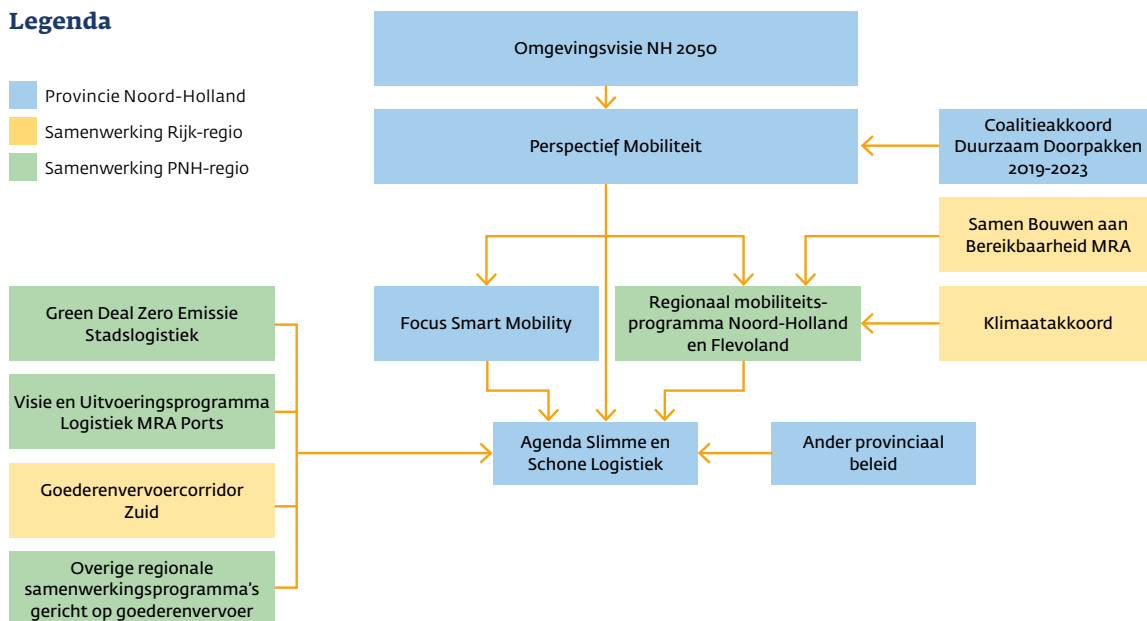 Legenda
Provincie Noord-Holland
Samenwerking Rijk-regio
Samenwerking PNH-regio
Omgevingsvisie NH 2050
Perspectief Mobiliteit
Coalitieakkoord
Duurzaam Doorpakken
2019-2023
Samen Bouwen aan
Bereikbaarheid MRA
Green Deal Zero Emissie
Stadslogistiek
Focus Smart Mobility
Regionaal mobiliteits-
programma Noord-Holland
en Flevoland
Klimaatakkoord
Visie en Uitvoeringsprogramma
Logistiek MRA Ports
Agenda Slimme en
Schone Logistiek
Ander provinciaal
beleid
Goederenvervoercorridor
Zuid
Overige regionale
samenwerkingsprogramma's
gericht op goederenvervoer